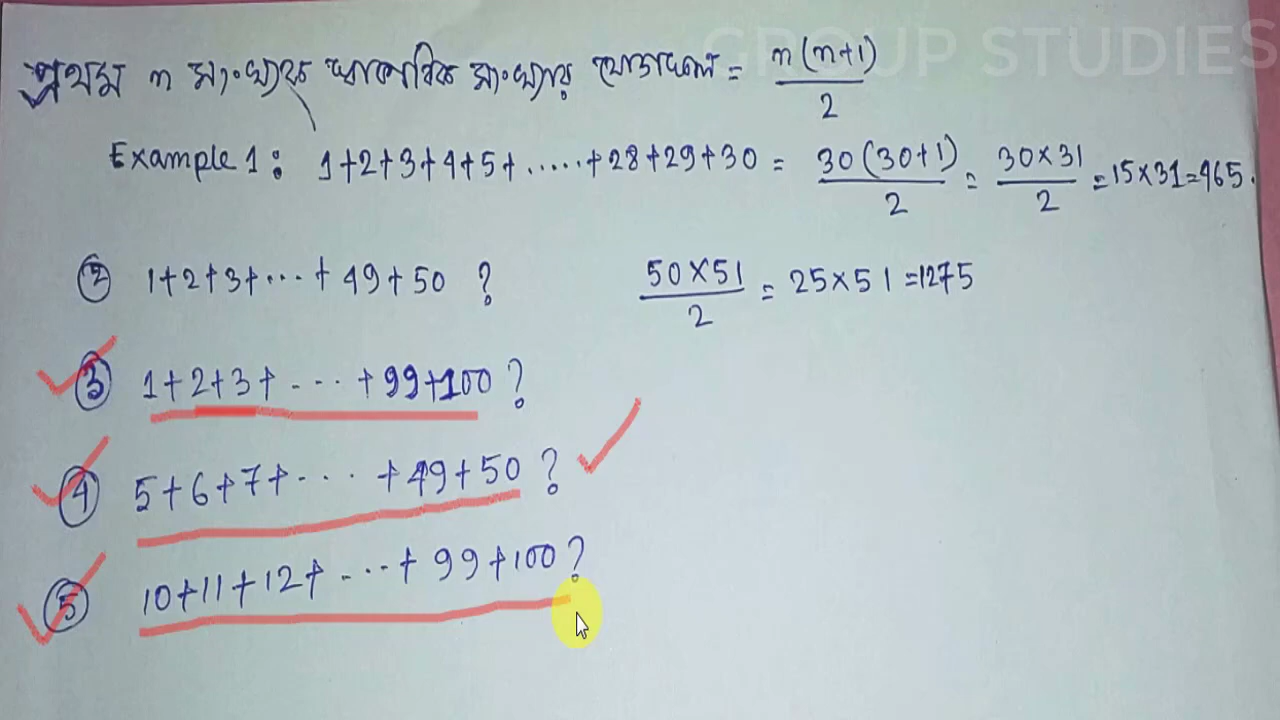 GROUP STUDIES
প্রথম n সংখ্যক স্বাভাবিক সংখ্যার যোগফল = n(n+1)/2
Example 1: 1+2+3+4+5+.....+28+29+30 = 30(30+1)/2 = 30×31/2 = 15×31=465.
② 1+2+3+...+49+50 ? 50×51/2 = 25×51=1275
③ 1+2+3+....+99+100?
④ 5+6+7+....+49+50?
⑤ 10+11+12+....+99+100?